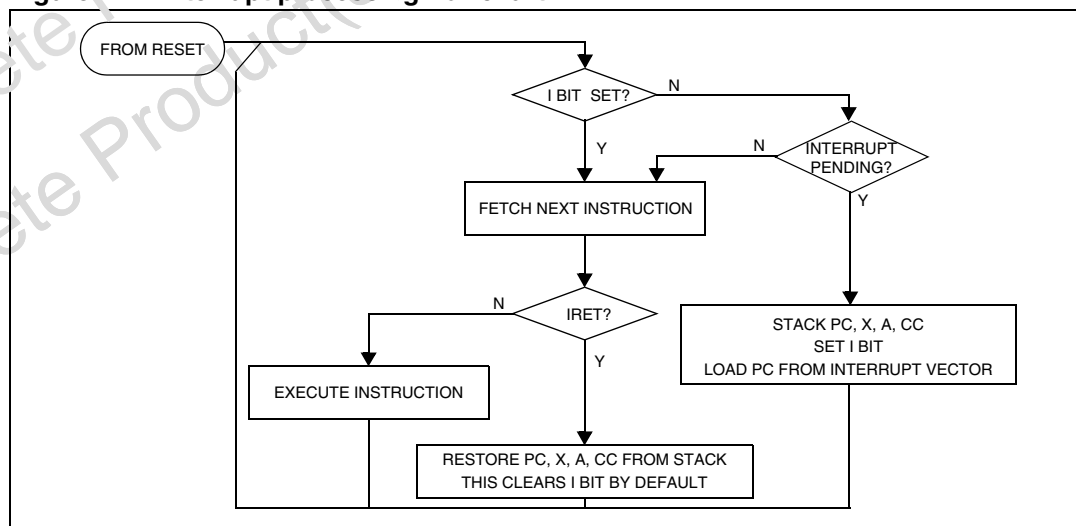 FROM RESET
I BIT SET?
N
Y
INTERRUPT
PENDING?
N
Y
FETCH NEXT INSTRUCTION
IRET?
N
Y
STACK PC, X, A, CC
SET I BIT
LOAD PC FROM INTERRUPT VECTOR
EXECUTE INSTRUCTION
RESTORE PC, X, A, CC FROM STACK
THIS CLEARS I BIT BY DEFAULT